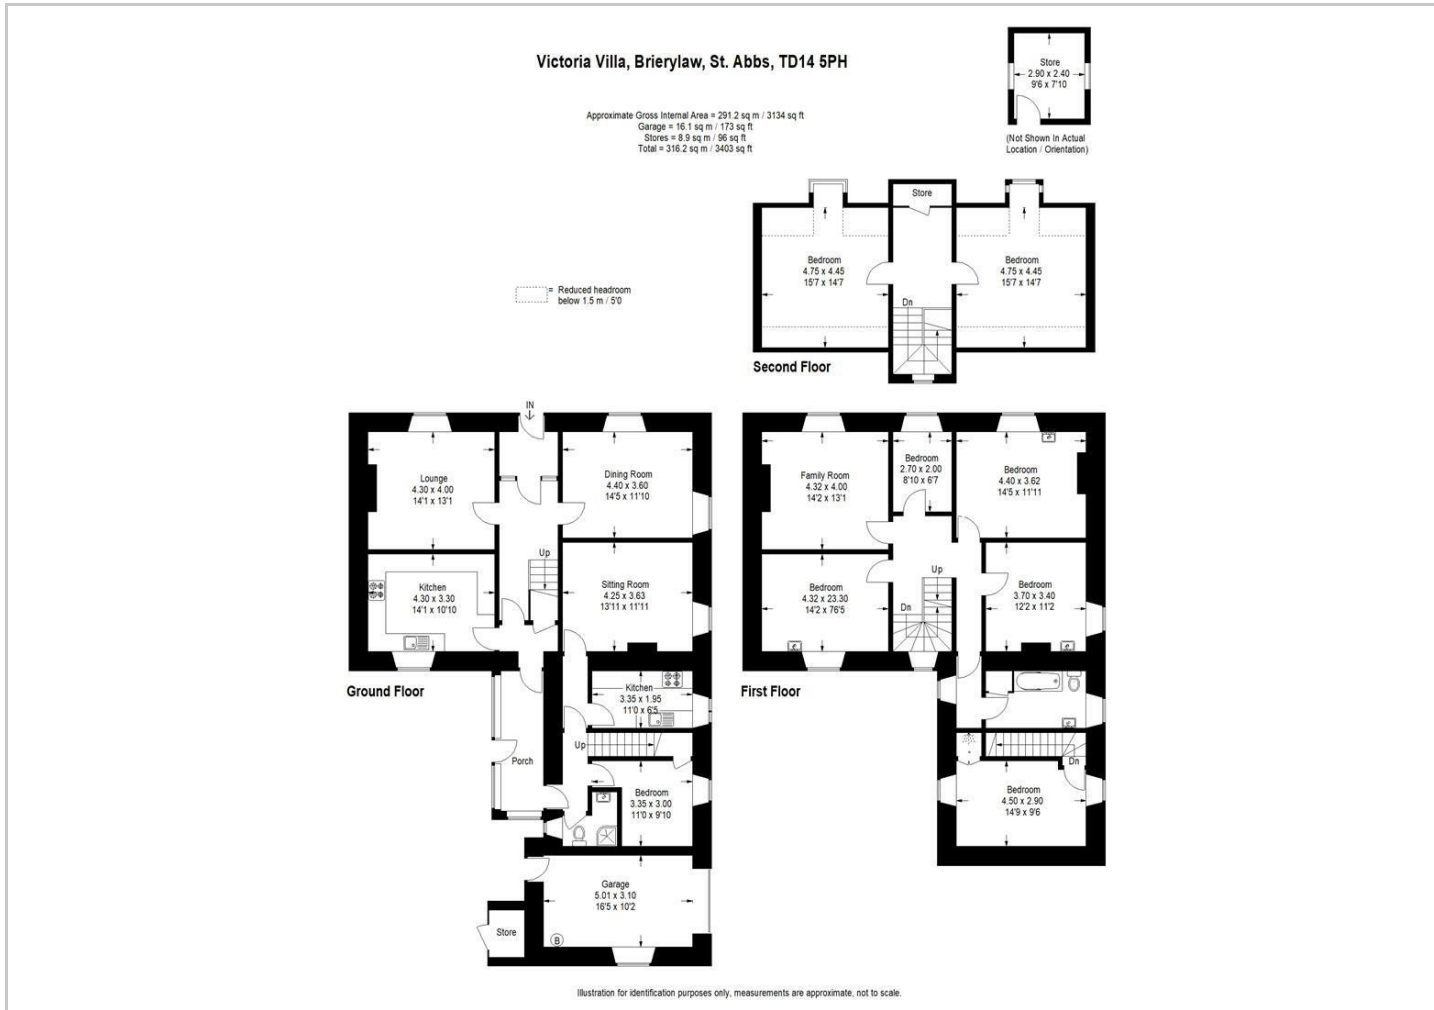 Victoria Villa, Brierylaw, St. Abbs, TD14 5PH
Approximate Gross Internal Area = 291.2 sq m / 3134 sq ft
Garage = 16.1 sq m / 173 sq ft
Stores = 8.9 sq m / 96 sq ft
Total = 316.2 sq m / 3403 sq ft
Store
2.90 x 2.40
9'6 x 7'10
(Not Shown In Actual
Location / Orientation)
= Reduced headroom
below 1.5 m / 5'0
Store
Bedroom
4.75 x 4.45
15'7 x 14'7
Bedroom
4.75 x 4.45
15'7 x 14'7
Dn
Second Floor
IN
Lounge
4.30 x 4.00
14'1 x 13'1
Dining Room
4.40 x 3.60
14'5 x 11'10
Up
Kitchen
4.30 x 3.30
14'1 x 10'10
Sitting Room
4.25 x 3.63
13'11 x 11'11
Ground Floor
Kitchen
3.35 x 1.95
11'0 x 6'5
Up
Porch
Bedroom
3.35 x 3.00
11'0 x 9'10
Garage
5.01 x 3.10
16'5 x 10'2
Store
B
Family Room
4.32 x 4.00
14'2 x 13'1
Bedroom
2.70 x 2.00
8'10 x 6'7
Bedroom
4.40 x 3.62
14'5 x 11'11
Up
Bedroom
4.32 x 23.30
14'2 x 76'5
Dn
Bedroom
3.70 x 3.40
12'2 x 11'2
First Floor
Dn
Bedroom
4.50 x 2.90
14'9 x 9'6
Illustration for identification purposes only, measurements are approximate, not to scale.